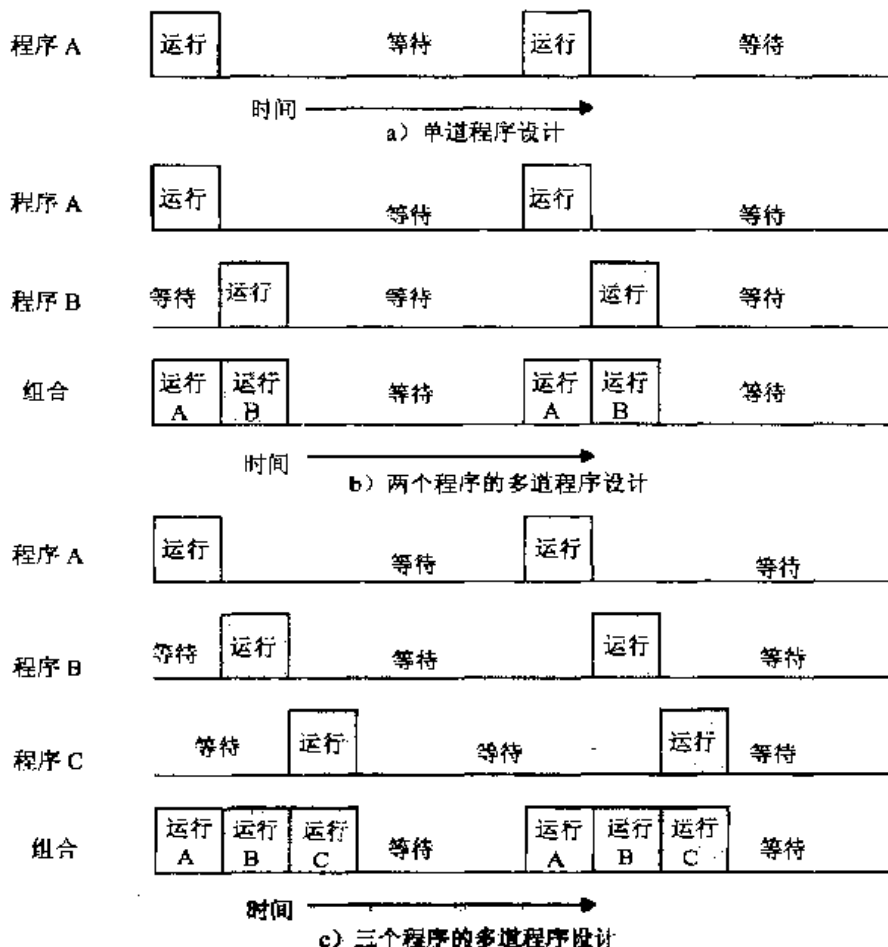 程序 A 运行 等待 运行 等待
时间
a) 单道程序设计
程序 A 运行 等待 运行 等待
程序 B 等待 运行 等待 运行 等待
组合 运行 A 运行 B 等待 运行 A 运行 B 等待
时间
b) 两个程序的多道程序设计
程序 A 运行 等待 运行 等待
程序 B 等待 运行 等待 运行 等待
程序 C 等待 运行 等待 运行 等待
组合 运行 A 运行 B 运行 C 等待 运行 A 运行 B 运行 C 等待
时间
c) 三个程序的多道程序设计